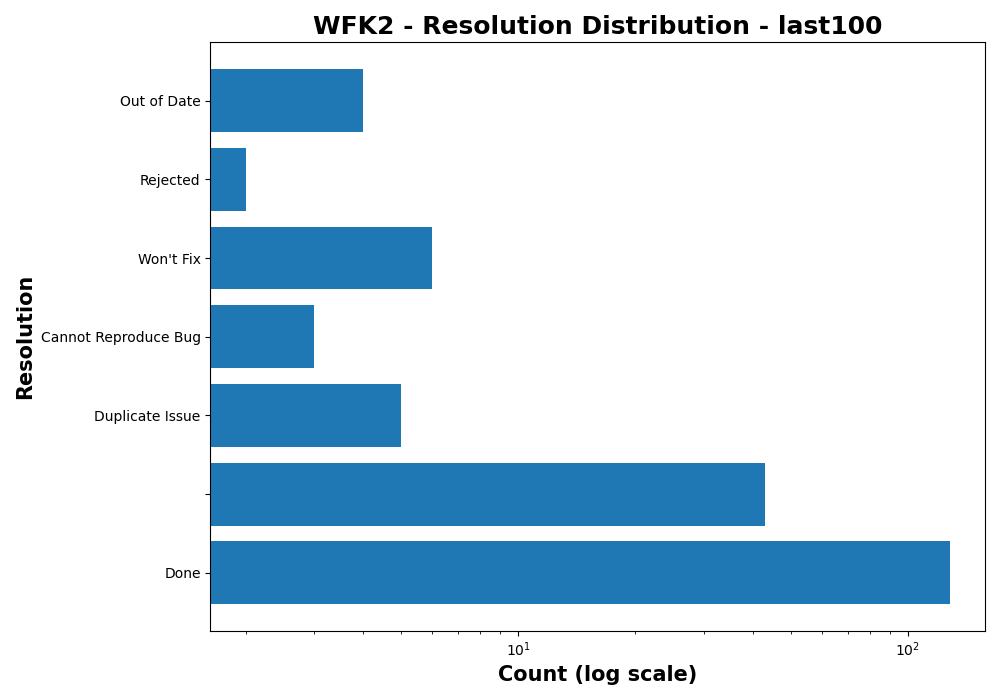 WFK2 - Resolution Distribution - last100
Resolution
Out of Date
Rejected
Won't Fix
Cannot Reproduce Bug
Duplicate Issue
Done
10¹
10²
Count (log scale)